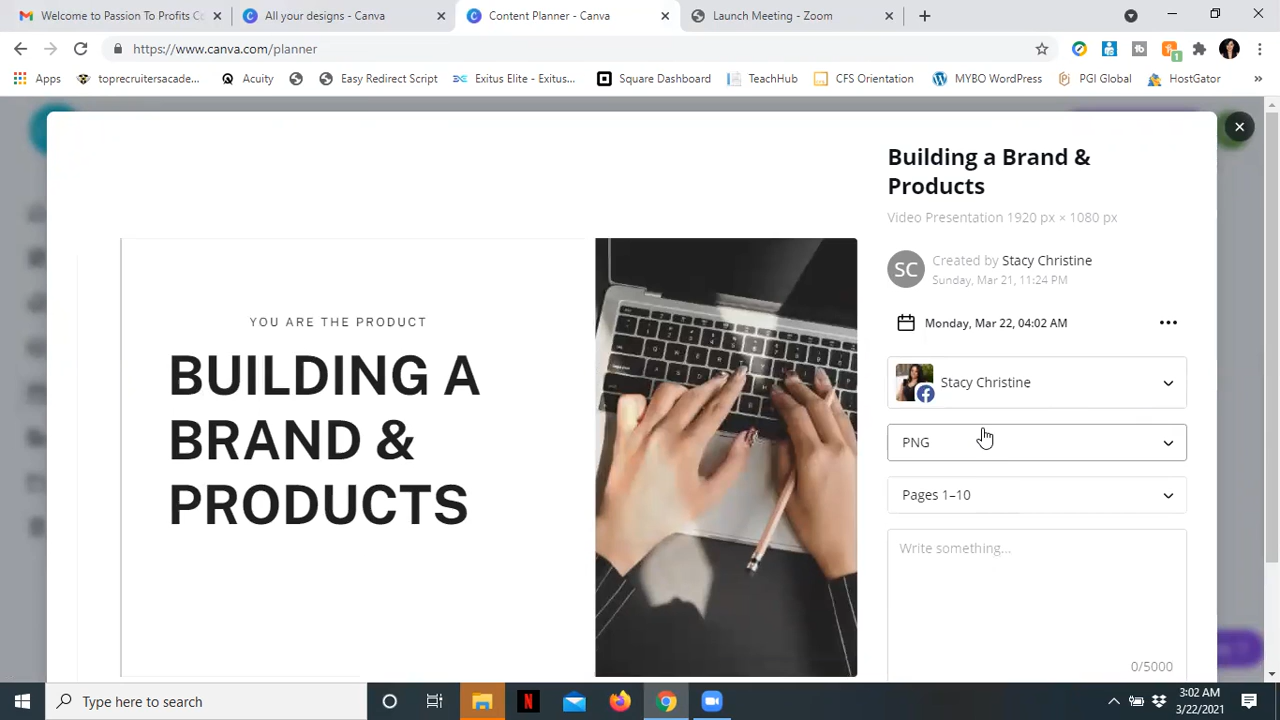 Welcome to Passion To Profits Co
All your designs - Canva
Content Planner - Canva
Launch Meeting - Zoom
https://www.canva.com/planner
1
Apps
toprecruitersacade...
Acuity
Easy Redirect Script
Exitus Elite - Exitus...
Square Dashboard
TeachHub
CFS Orientation
MYBO WordPress
PGI Global
HostGator
»
Building a Brand &
Products
Video Presentation 1920 px × 1080 px
SC
Created by Stacy Christine
Sunday, Mar 21, 11:24 PM
Monday, Mar 22, 04:02 AM
Stacy Christine
PNG
Pages 1–10
Write something...
0/5000
YOU ARE THE PRODUCT
BUILDING A
BRAND &
PRODUCTS
Type here to search
3:02 AM
3/22/2021